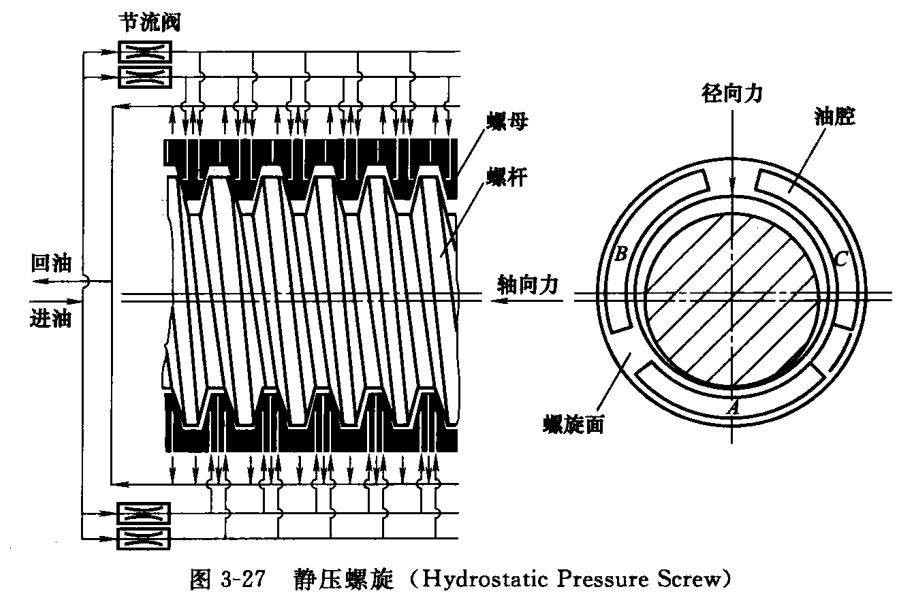 节流阀
螺母
螺杆
回油
进油
轴向力
径向力
油腔
B
C
A
螺旋面
图 3-27 静压螺旋（Hydrostatic Pressure Screw）